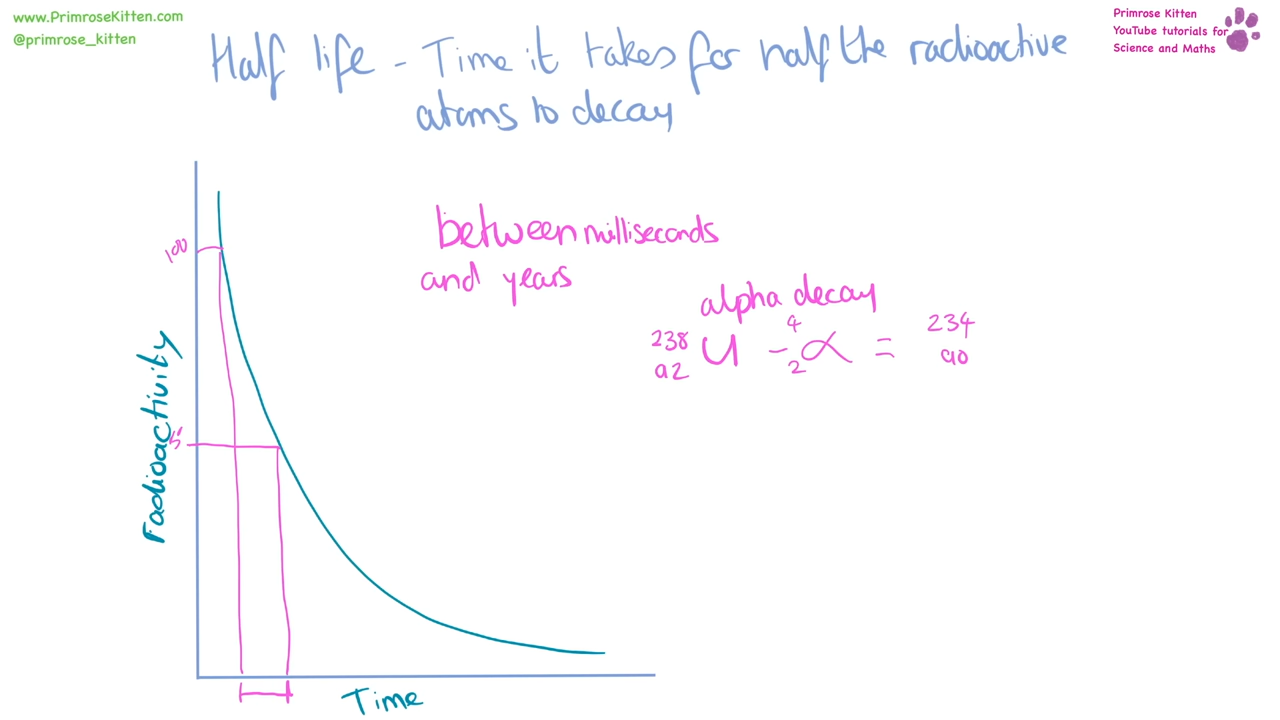 www.PrimroseKitten.com
@primrose_kitten
Primrose Kitten
YouTube tutorials for
Science and Maths
Half life - Time it takes for half the radioactive
atoms to decay
between milliseconds
and years
alpha decay
238 92 U - 4 2 α = 234 90
100
Radioactivity
Time